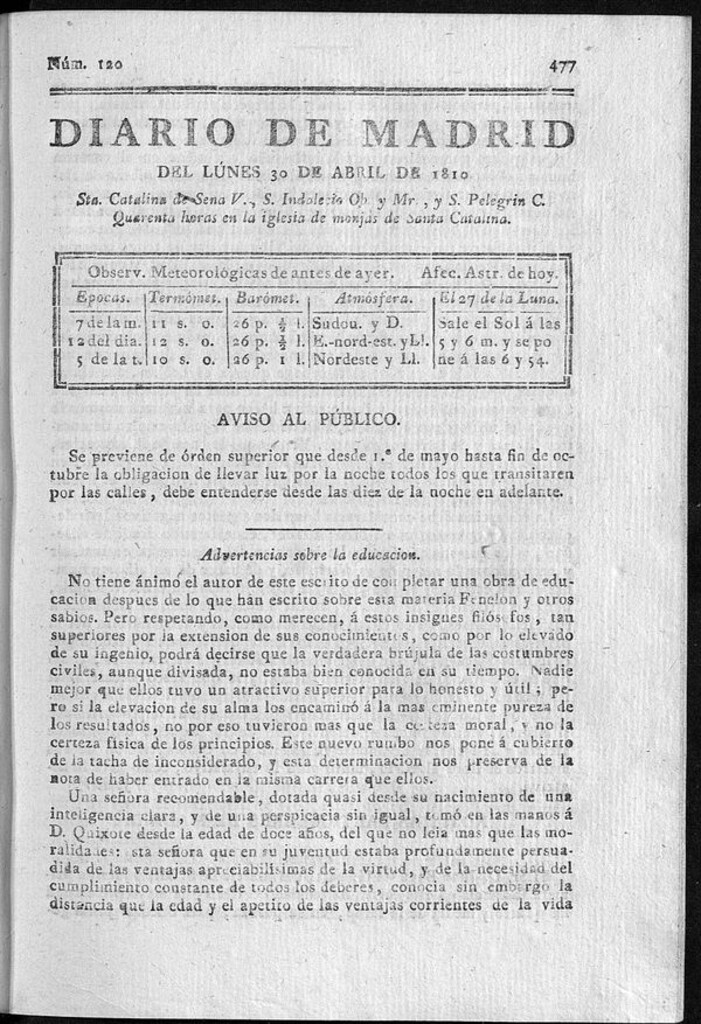 Núm. 120 477
DIARIO DE MADRID
DEL LÚNES 30 DE ABRIL DE 1810
Sta. Catalina de Sena V., S. Indalecio Ob. y Mr., y S. Pelegrin C.
Quarenta horas en la iglesia de monjas de Santa Catalina.
Observ. Meteorológicas de antes de ayer. Afec. Astr. de hoy.
Epocas. Termómet. Barómet. Atmósfera. El 27 de la Luna.
7 de la m. 11 s. 0. 26 p. ½ l. Sudou. y D. Sale el Sol á las
12 del dia. 12 s. 0. 26 p. ½ l. E.-nord-est. y Ll. 5 y 6 m. y se po
5 de la t. 10 s. 0. 26 p. 1 l. Nordeste y Ll. ne á las 6 y 54.
AVISO AL PÚBLICO.
Se previene de órden superior que desde 1.º de mayo hasta fin de oc-
tubre la obligacion de llevar luz por la noche todos los que transitaren
por las calles, debe entenderse desde las diez de la noche en adelante.
Advertencias sobre la educacion.
No tiene ánimo el autor de este escrito de completar una obra de edu-
cacion despues de lo que han escrito sobre esta materia Fenelon y otros
sabios. Pero respetando, como merecen, á estos insignes filósofos, tan
superiores por la extension de sus conocimientos, como por lo elevado
de su ingenio, podrá decirse que la verdadera brújula de las costumbres
civiles, aunque divisada, no estaba bien conocida en su tiempo. Nadie
mejor que ellos tuvo un atractivo superior para lo honesto y útil; pe-
ro si la elevacion de su alma los encaminó á la mas eminente pureza de
los resultados, no por eso tuvieron mas que la certeza moral, y no la
certeza física de los principios. Este nuevo rumbo nos pone á cubierto
de la tacha de inconsiderado, y esta determinacion nos preserva de la
nota de haber entrado en la misma carrera que ellos.
Una señora recomendable, dotada quasi desde su nacimiento de una
inteligencia clara, y de una perspicacia sin igual, tomó en las manos á
D. Quixote desde la edad de doce años, del que no leia mas que las mo-
ralidades: sta señora que en su juventud estaba profundamente persua-
dida de las ventajas apreciabilisimas de la virtud, y de la necesidad del
cumplimiento constante de todos los deberes, conocia sin embargo la
distancia que la edad y el apetito de las ventajas corrientes de la vida